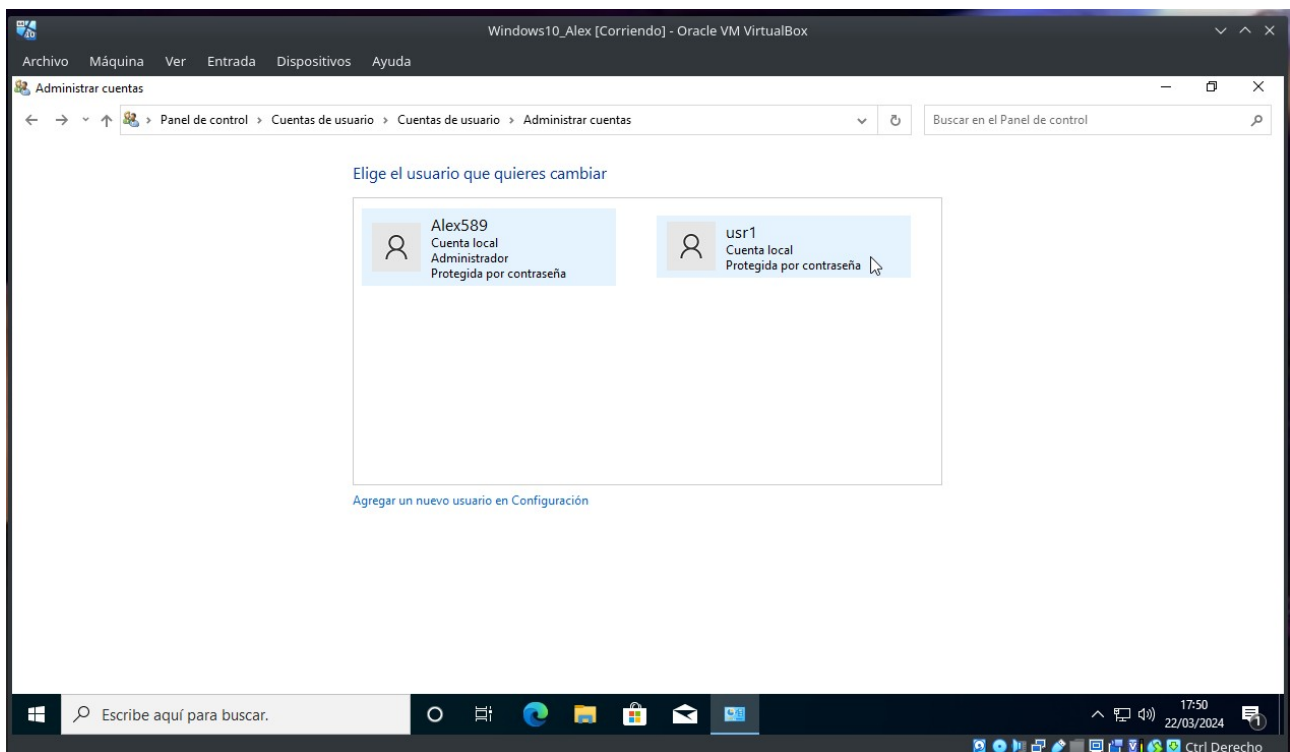 Windows10_Alex [Corriendo] - Oracle VM VirtualBox
Archivo Máquina Ver Entrada Dispositivos Ayuda
Administrar cuentas
Panel de control > Cuentas de usuario > Cuentas de usuario > Administrar cuentas
Buscar en el Panel de control
Elige el usuario que quieres cambiar
Alex589
Cuenta local
Administrador
Protegida por contraseña
usr1
Cuenta local
Protegida por contraseña
Agregar un nuevo usuario en Configuración
Escribe aquí para buscar.
17:50
22/03/2024
1
Ctrl Derecho